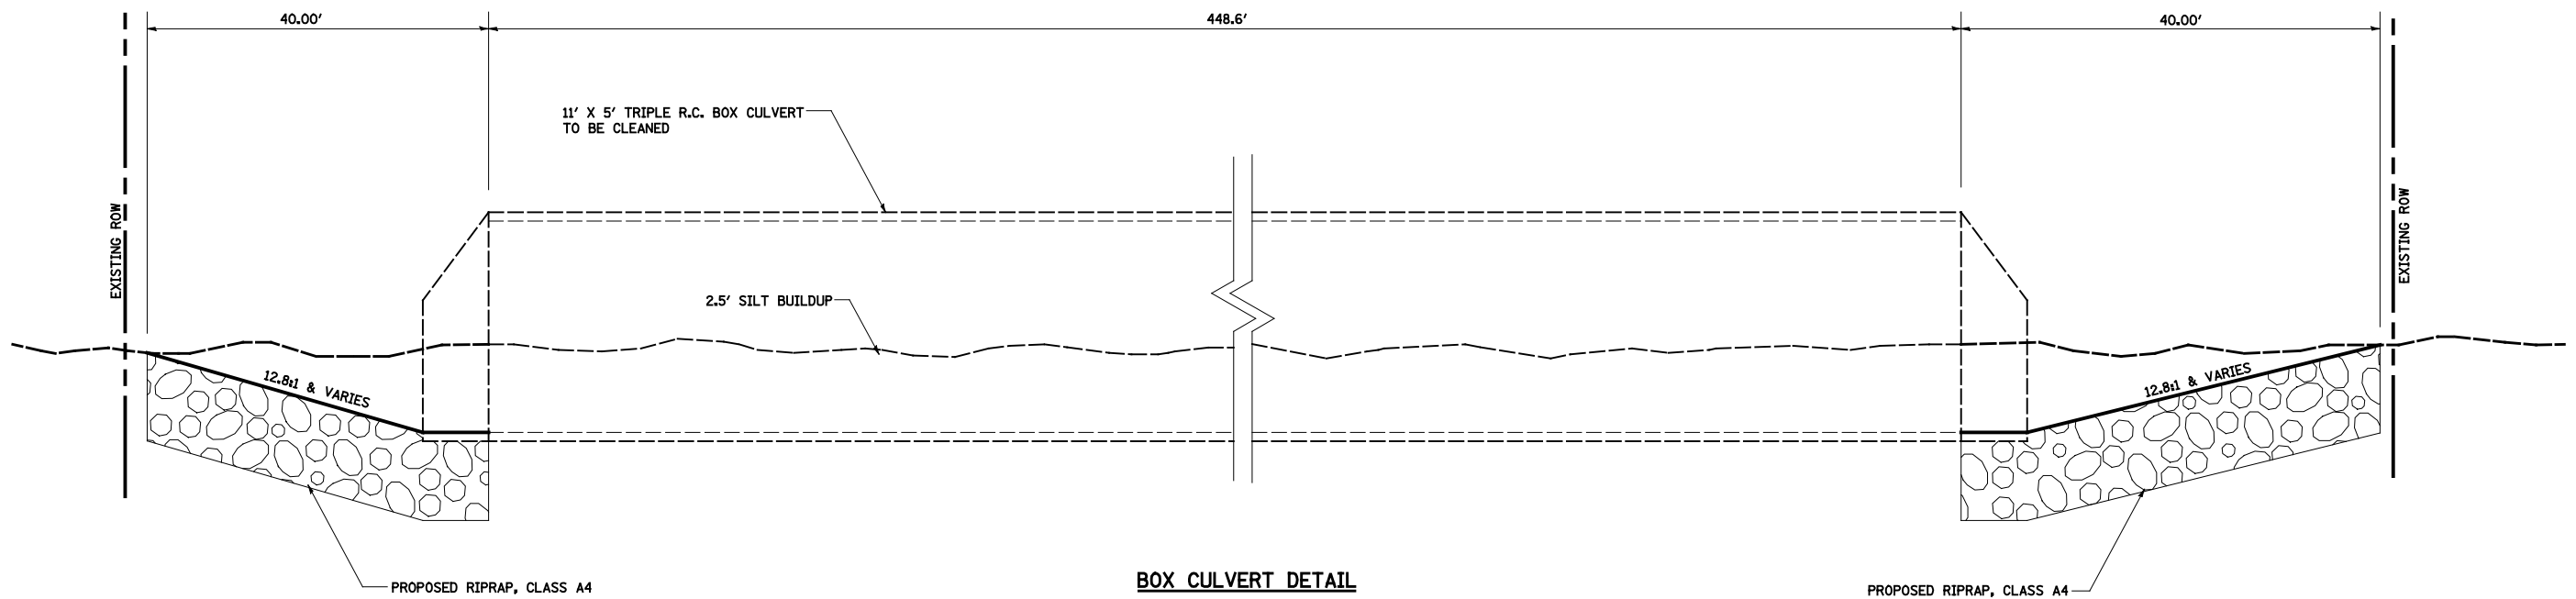 40.00'
448.6'
40.00'
11' X 5' TRIPLE R.C. BOX CULVERT
TO BE CLEANED
EXISTING ROW
EXISTING ROW
2.5' SILT BUILDUP
12.8:1 & VARIES
12.8:1 & VARIES
BOX CULVERT DETAIL
PROPOSED RIPRAP, CLASS A4
PROPOSED RIPRAP, CLASS A4